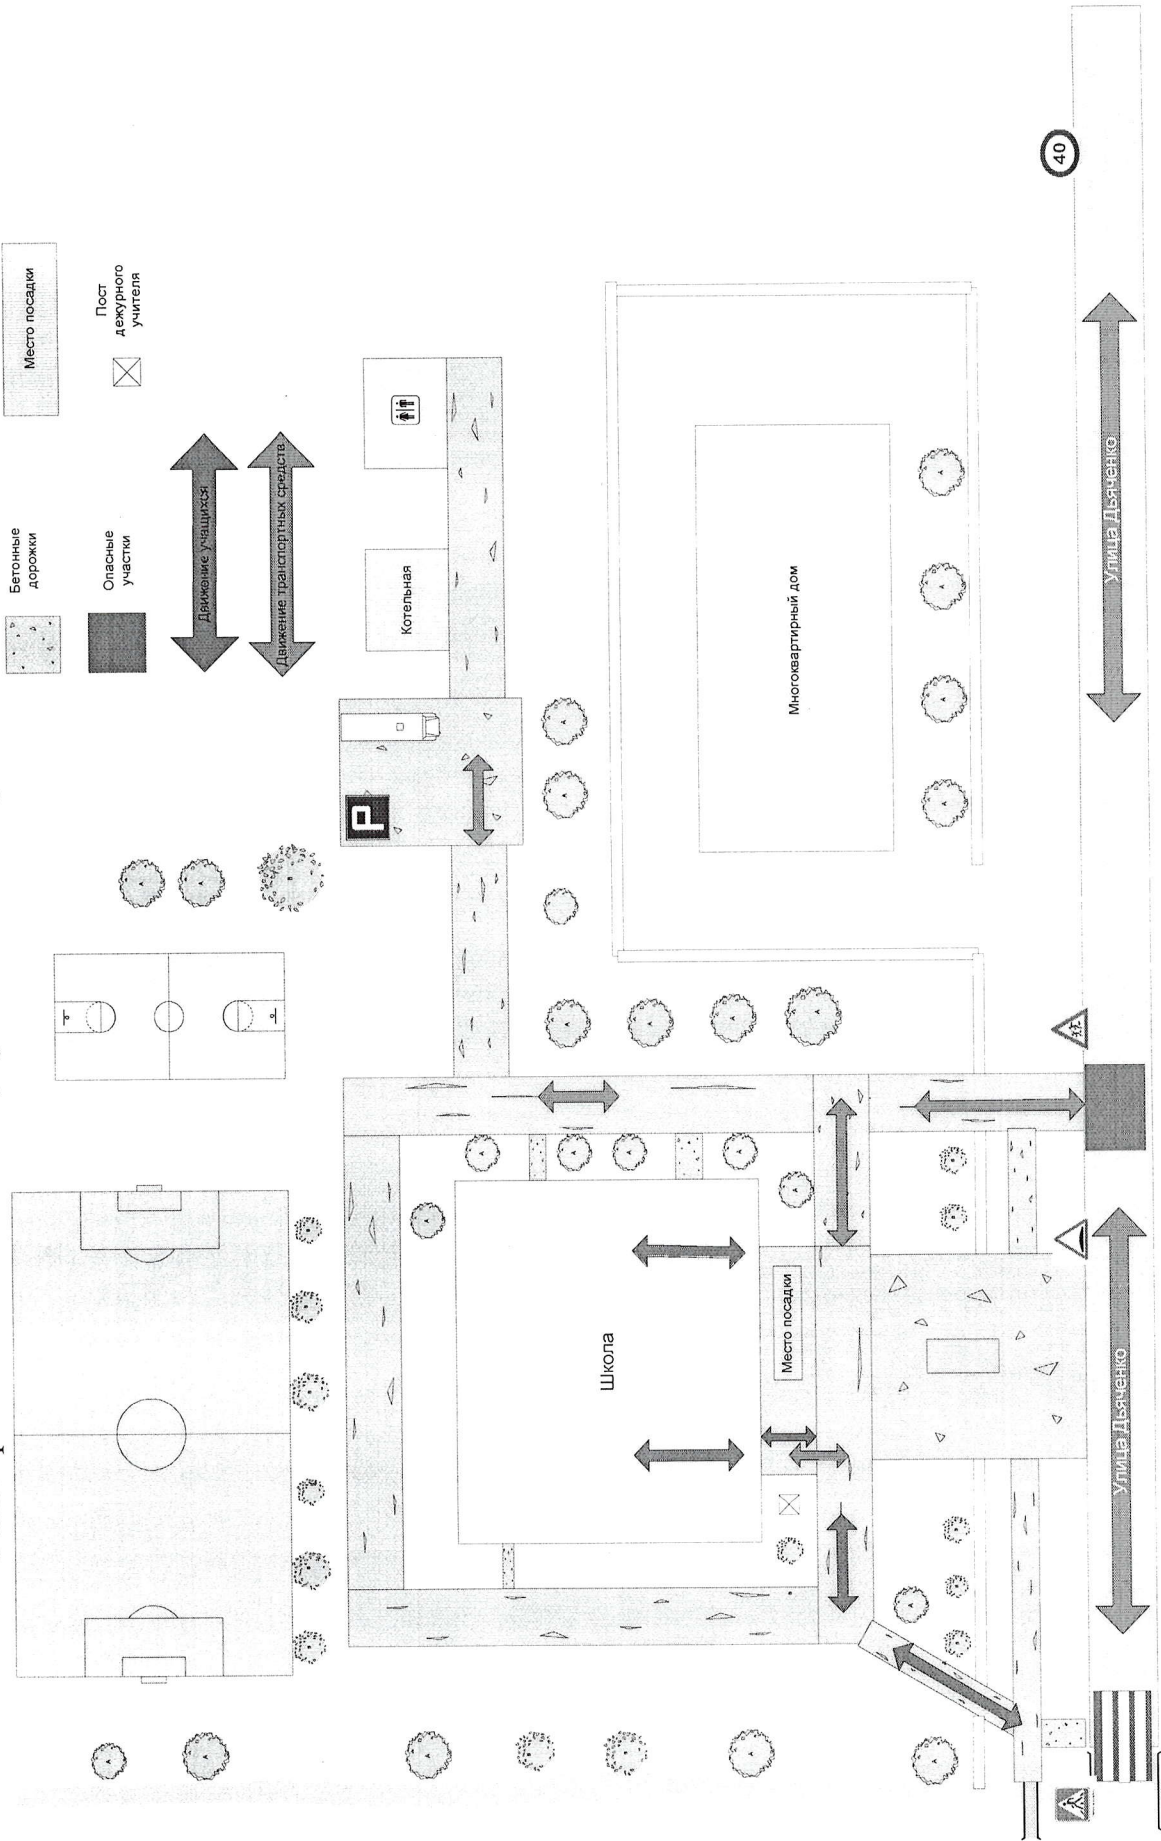 Бетонные
дорожки
Место посадки
Опасные
участки
Пост
дежурного
учителя
Движение учащихся
Движение транспортных средств
P
Котельная
Школа
Место посадки
Многоквартирный дом
40
Улица Дьяченко
Улица Дьяченко